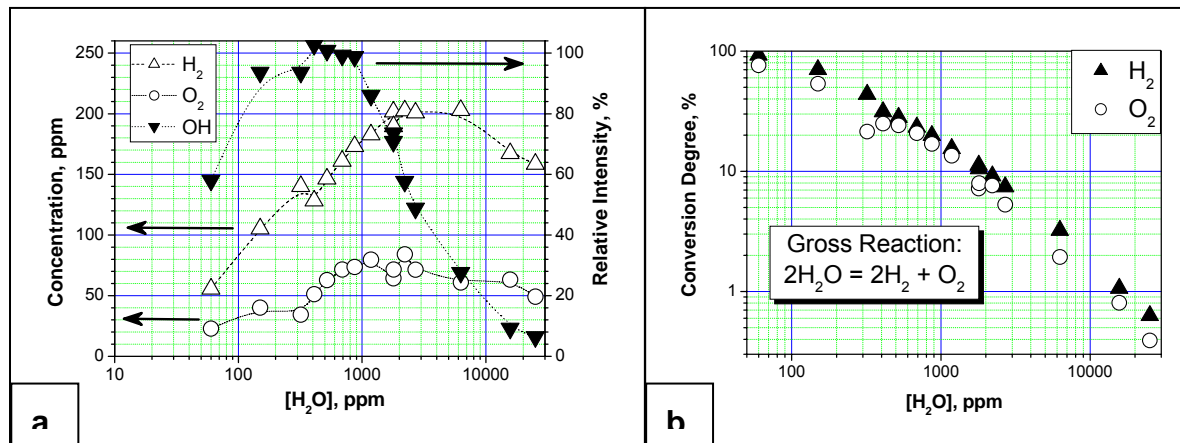 H₂
O₂
OH
Concentration, ppm
250
200
150
100
50
0
100
80
60
40
20
0
Relative Intensity, %
10
100
1000
10000
[H₂O], ppm
a
H₂
O₂
Conversion Degree, %
100
10
1
Gross Reaction:
2H₂O = 2H₂ + O₂
100
1000
10000
[H₂O], ppm
b